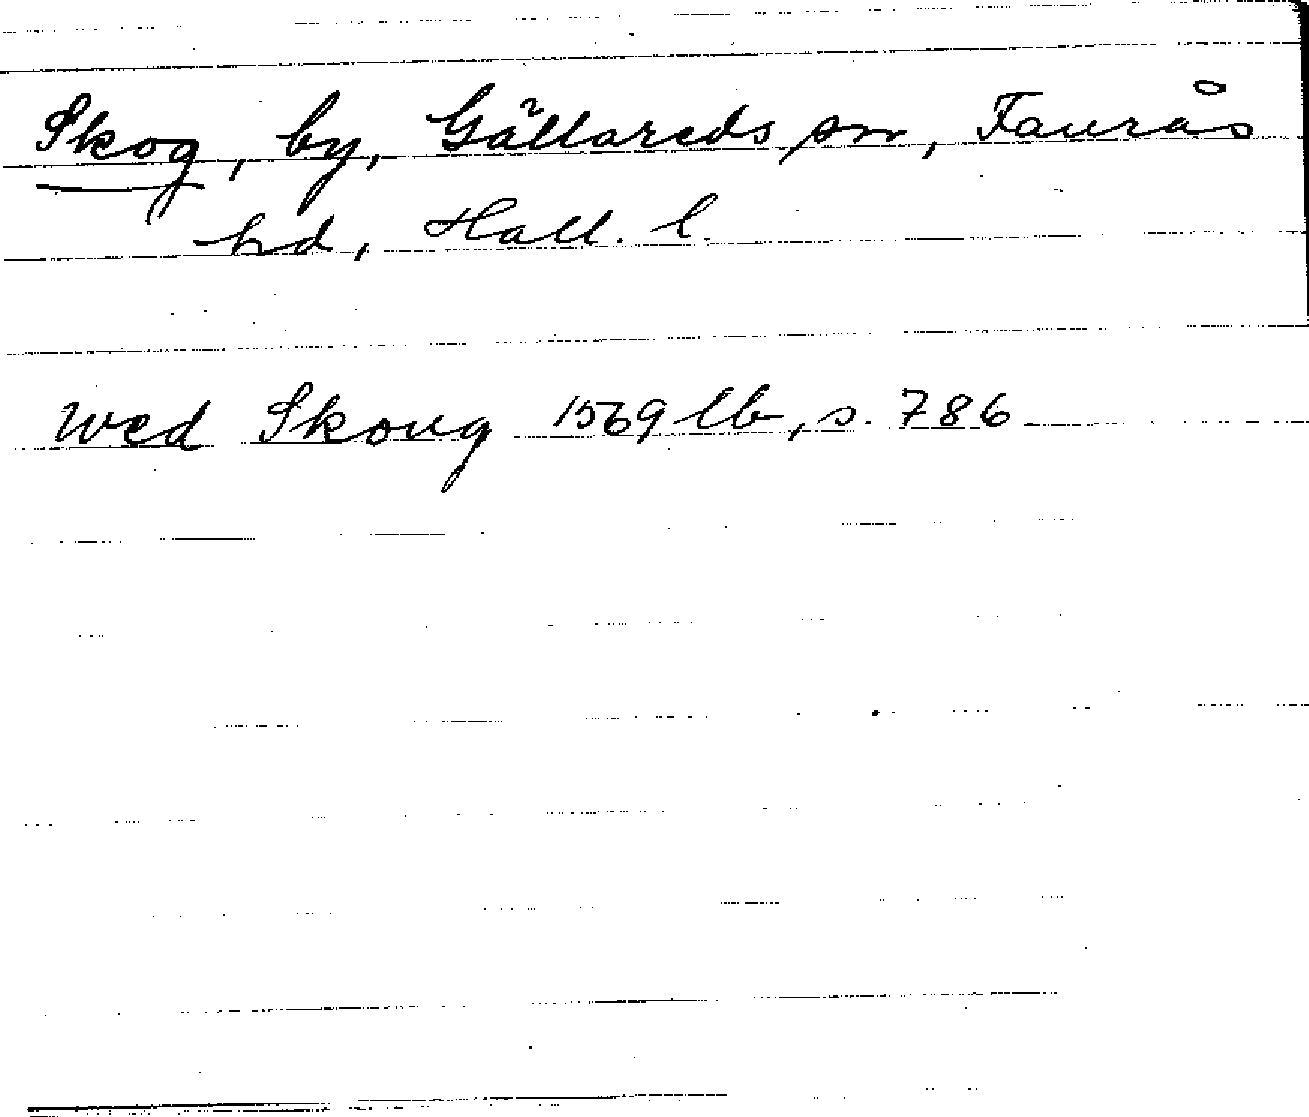 Skog, by, Gällareds sn, Faurås
hd, Hall. l.
wed Skoug 1569 lb, s. 786